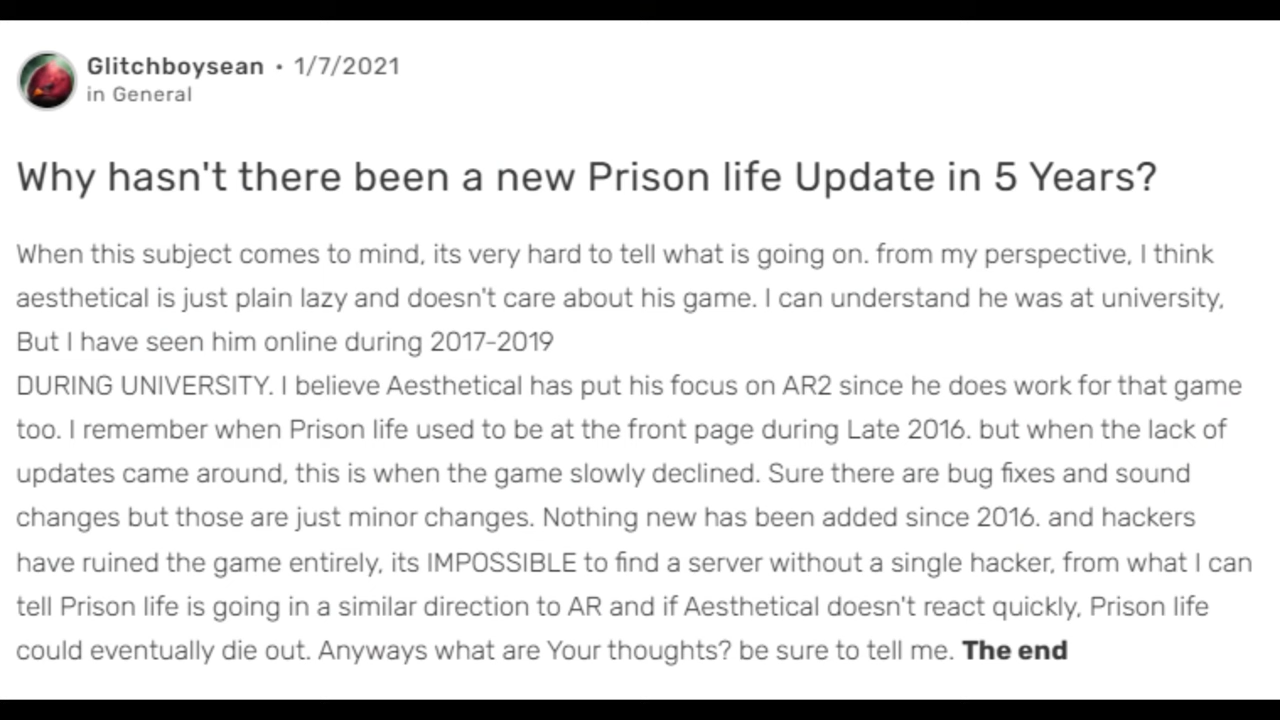 Glitchboysean • 1/7/2021
in General
Why hasn't there been a new Prison life Update in 5 Years?
When this subject comes to mind, its very hard to tell what is going on. from my perspective, I think
aesthetical is just plain lazy and doesn't care about his game. I can understand he was at university,
But I have seen him online during 2017-2019
DURING UNIVERSITY. I believe Aesthetical has put his focus on AR2 since he does work for that game
too. I remember when Prison life used to be at the front page during Late 2016. but when the lack of
updates came around, this is when the game slowly declined. Sure there are bug fixes and sound
changes but those are just minor changes. Nothing new has been added since 2016. and hackers
have ruined the game entirely, its IMPOSSIBLE to find a server without a single hacker, from what I can
tell Prison life is going in a similar direction to AR and if Aesthetical doesn't react quickly, Prison life
could eventually die out. Anyways what are Your thoughts? be sure to tell me. The end